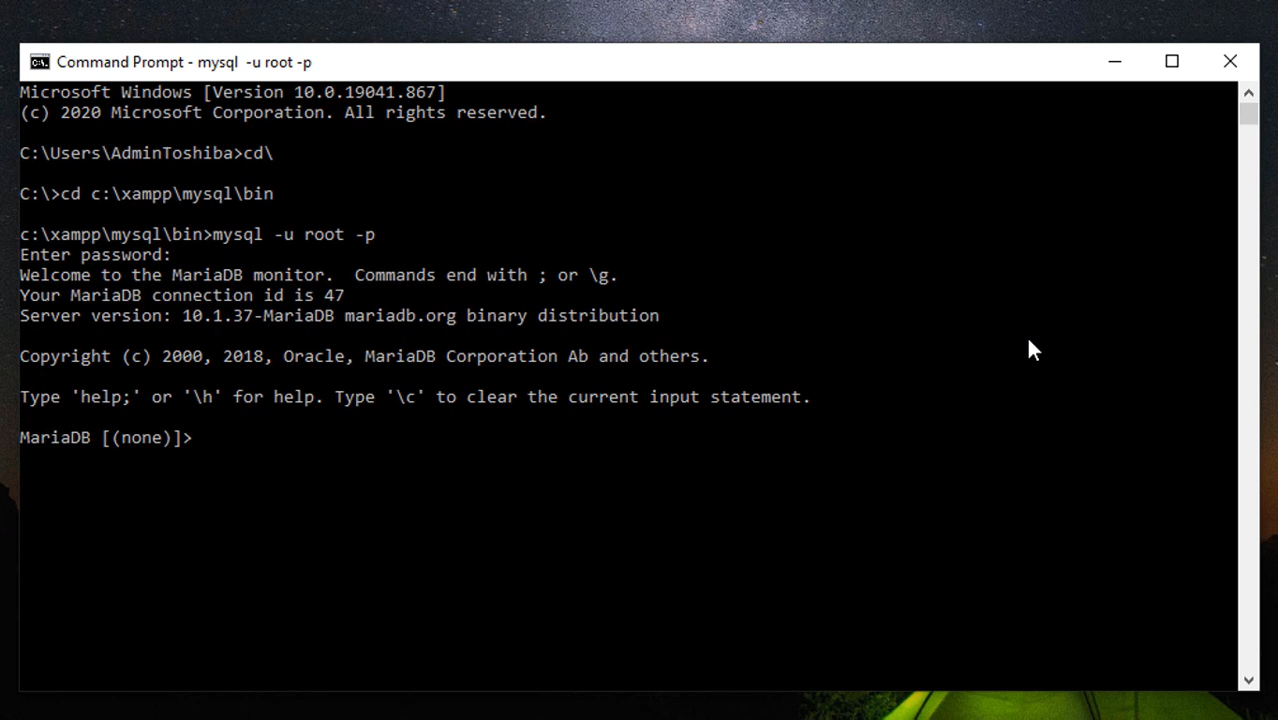 Command Prompt - mysql  -u root -p
Microsoft Windows [Version 10.0.19041.867]
(c) 2020 Microsoft Corporation. All rights reserved.
C:\Users\AdminToshiba>cd\
C:\>cd c:\xampp\mysql\bin
c:\xampp\mysql\bin>mysql -u root -p
Enter password:
Welcome to the MariaDB monitor.  Commands end with ; or \g.
Your MariaDB connection id is 47
Server version: 10.1.37-MariaDB mariadb.org binary distribution
Copyright (c) 2000, 2018, Oracle, MariaDB Corporation Ab and others.
Type 'help;' or '\h' for help. Type '\c' to clear the current input statement.
MariaDB [(none)]>